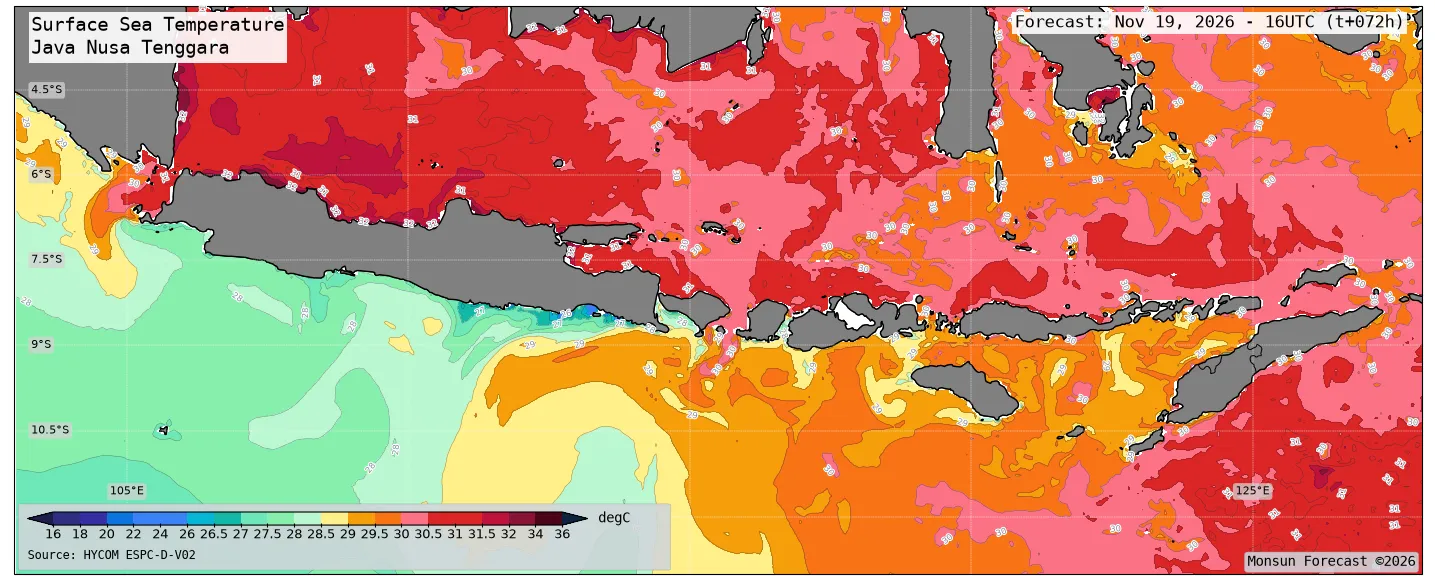 Surface Sea Temperature
Java Nusa Tenggara
Forecast: Nov 19, 2026 - 16UTC (t+072h)
4.5°S
6°S
7.5°S
9°S
10.5°S
105°E
125°E
degC
16 18 20 22 24 26 26.5 27 27.5 28 28.5 29 29.5 30 30.5 31 31.5 32 34 36
Source: HYCOM ESPC-D-V02
Monsun Forecast ©2026